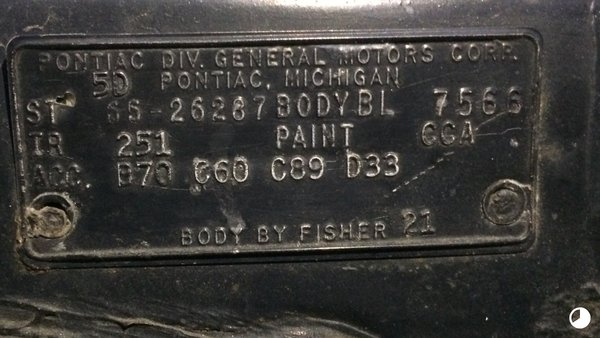 PONTIAC DIV. GENERAL MOTORS CORP.
5D PONTIAC, MICHIGAN
ST 66-26287 BODY BL 7566
TR 251 PAINT CCA
ACC. B70 C60 C89 D33
BODY BY FISHER 21